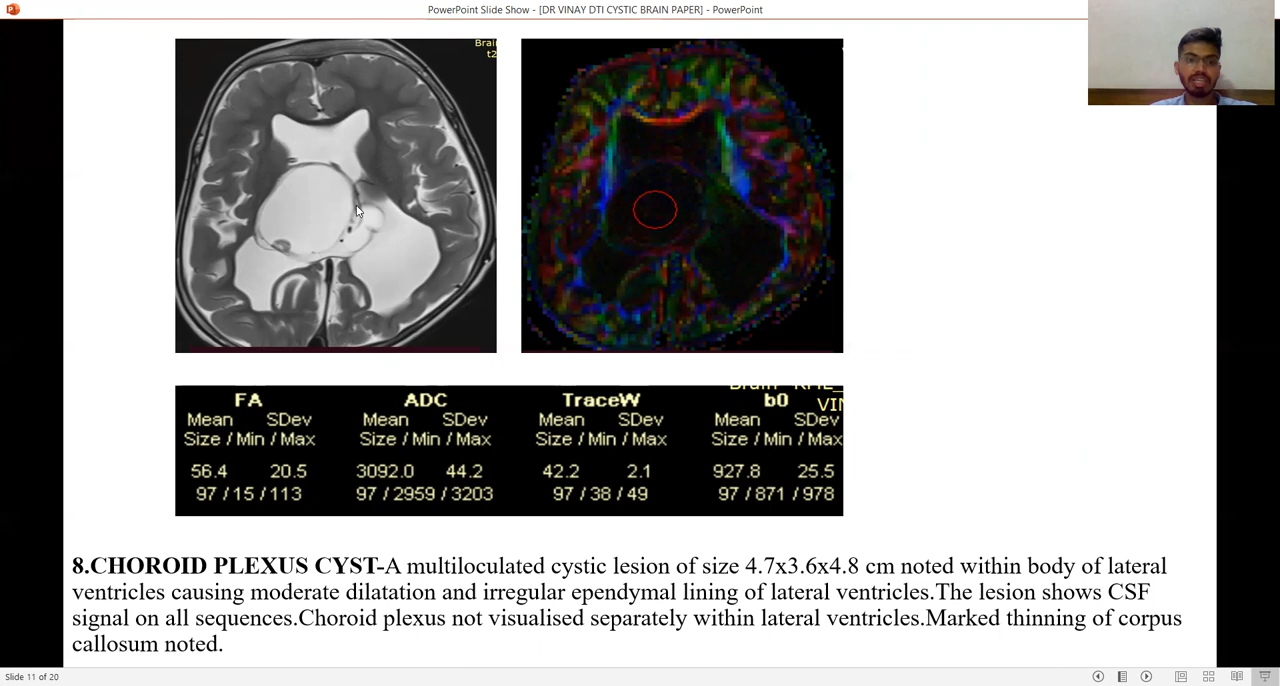 PowerPoint Slide Show - [DR VINAY DTI CYSTIC BRAIN PAPER] - PowerPoint
Brai
t2
FA ADC TraceW b0 VIN
Mean SDev Mean SDev Mean SDev Mean SDev
Size / Min / Max Size / Min / Max Size / Min / Max Size / Min / Max
56.4 20.5 3092.0 44.2 42.2 2.1 927.8 25.5
97 / 15 / 113 97 / 2959 / 3203 97 / 38 / 49 97 / 871 / 978
8.CHOROID PLEXUS CYST-A multiloculated cystic lesion of size 4.7x3.6x4.8 cm noted within body of lateral
ventricles causing moderate dilatation and irregular ependymal lining of lateral ventricles.The lesion shows CSF
signal on all sequences.Choroid plexus not visualised separately within lateral ventricles.Marked thinning of corpus
callosum noted.
Slide 11 of 20